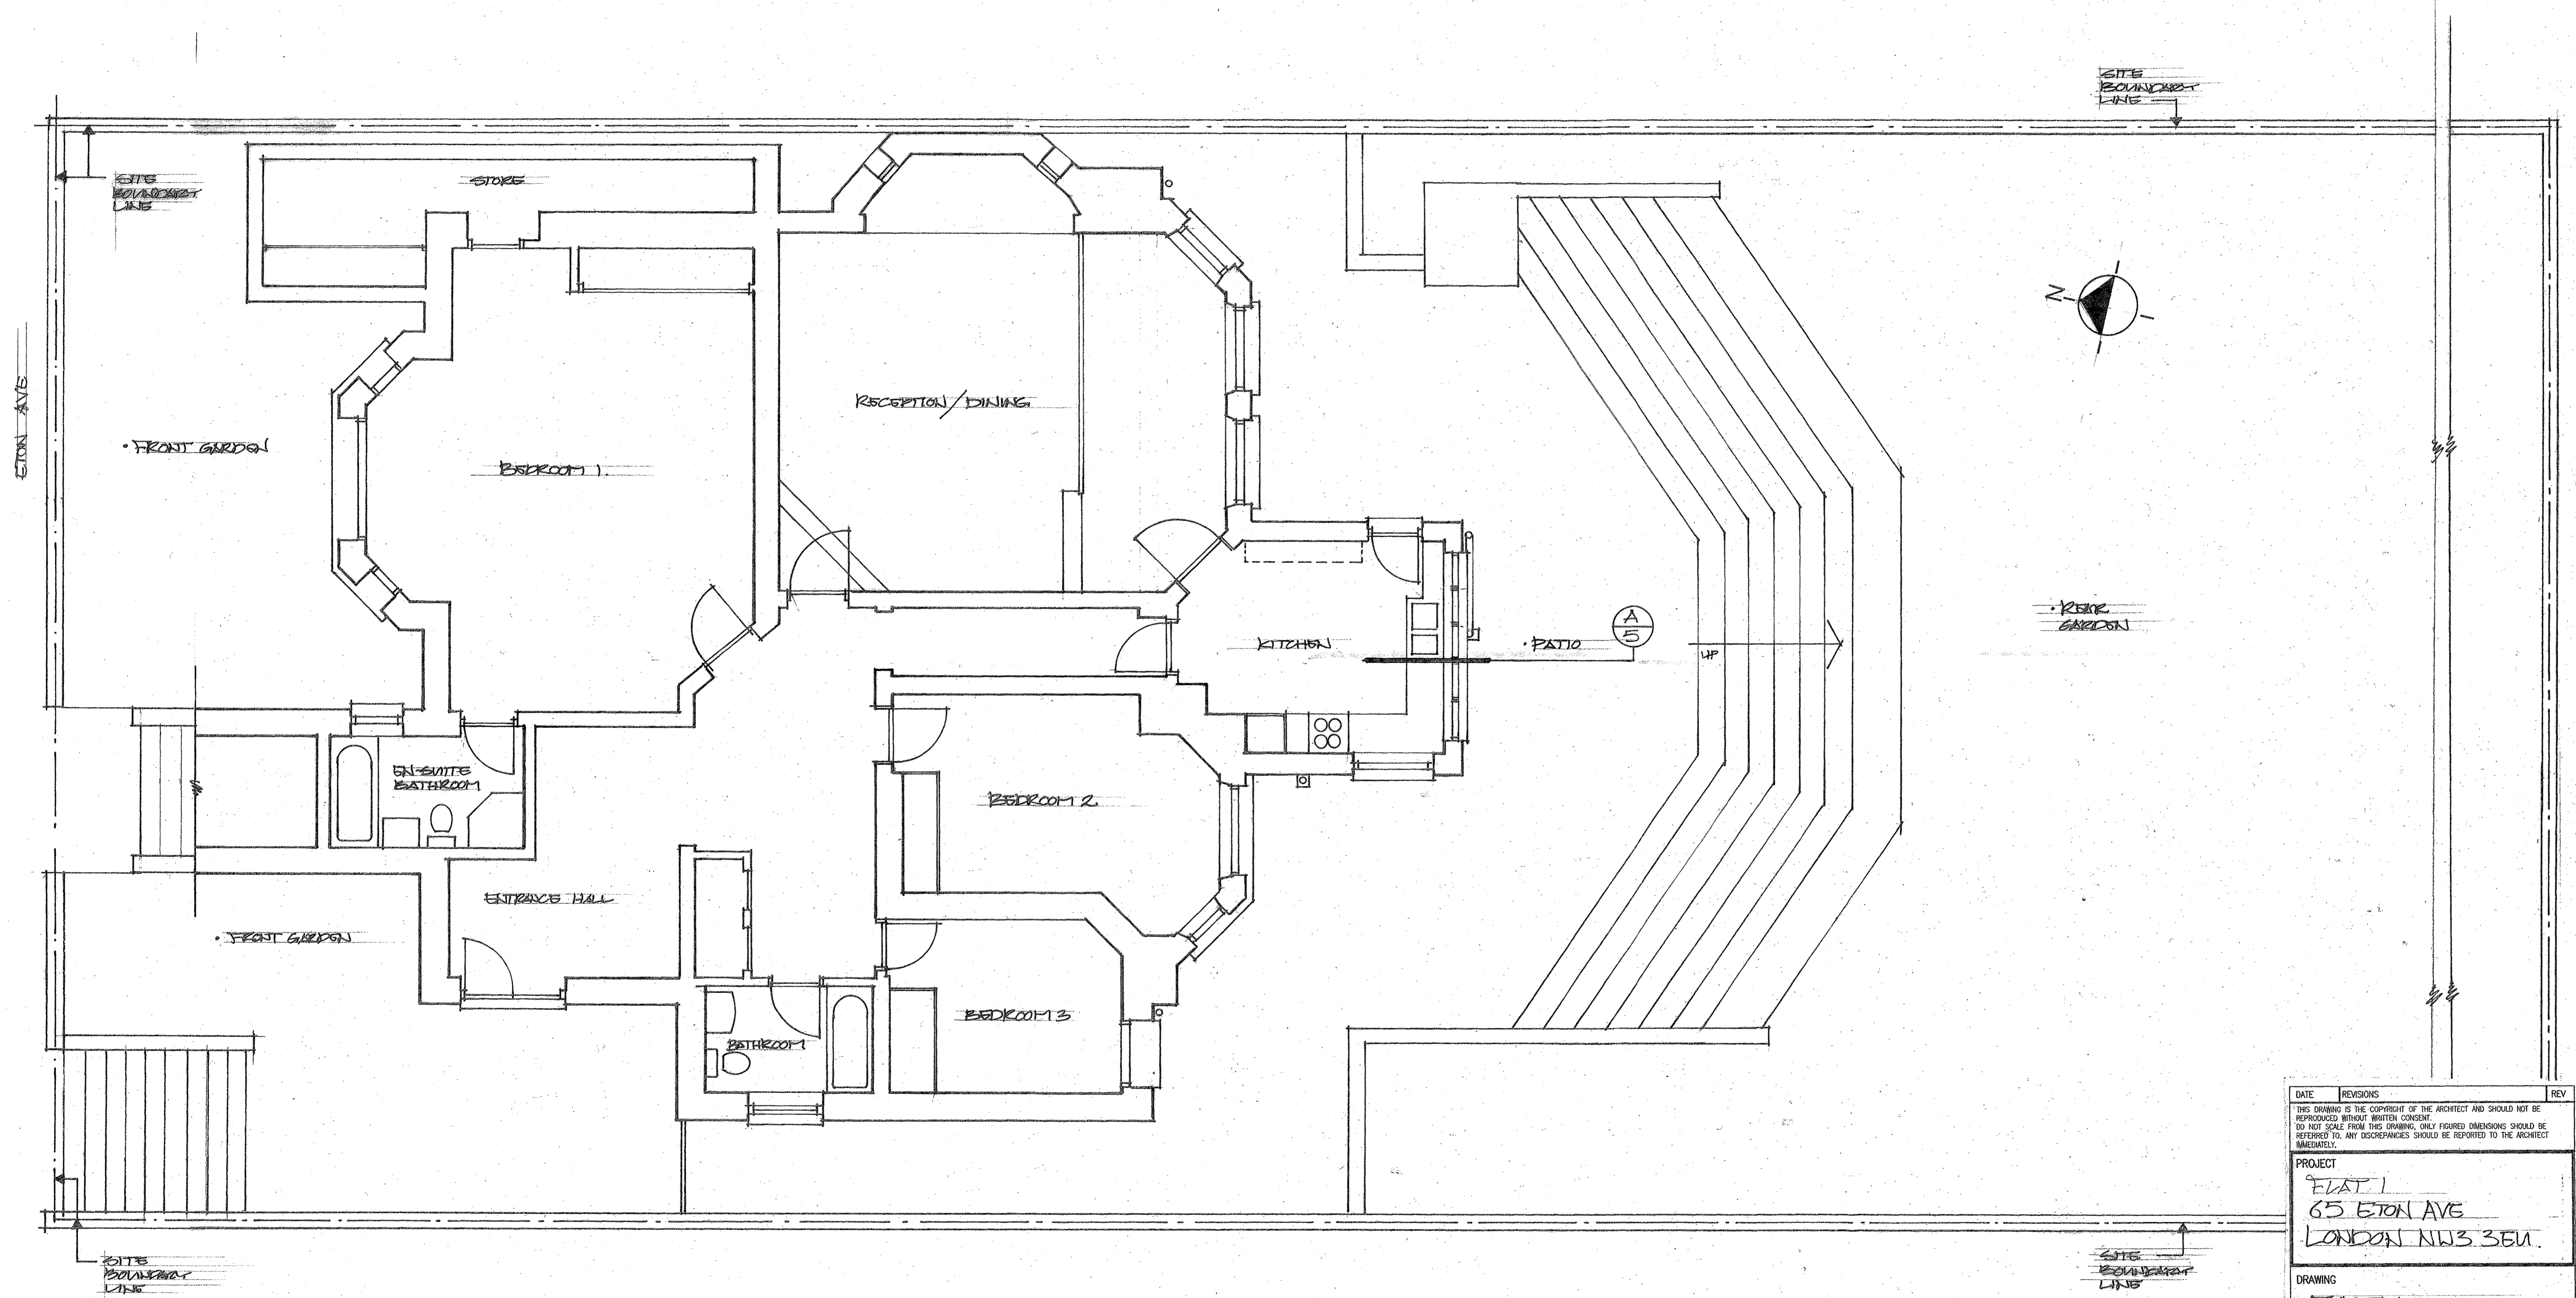 SITE
BOUNDARY
LINE
SITE
BOUNDARY
LINE
STORE
N
ETON AVE
RECEPTION/DINING
• FRONT GARDEN
BEDROOM 1.
A
5
• REAR
GARDEN
KITCHEN
• PATIO
UP
EN-SUITE
BATHROOM
BEDROOM 2
ENTRANCE HALL
• FRONT GARDEN
BEDROOM 3
BATHROOM
DATE
REVISIONS
REV
THIS DRAWING IS THE COPYRIGHT OF THE ARCHITECT AND SHOULD NOT BE
REPRODUCED WITHOUT WRITTEN CONSENT.
DO NOT SCALE FROM THIS DRAWING, ONLY FIGURED DIMENSIONS SHOULD BE
REFERRED TO. ANY DISCREPANCIES SHOULD BE REPORTED TO THE ARCHITECT
IMMEDIATELY.
PROJECT
FLAT 1
65 ETON AVE
LONDON NW3 3EU.
SITE
BOUNDARY
LINE
SITE
BOUNDARY
LINE
DRAWING